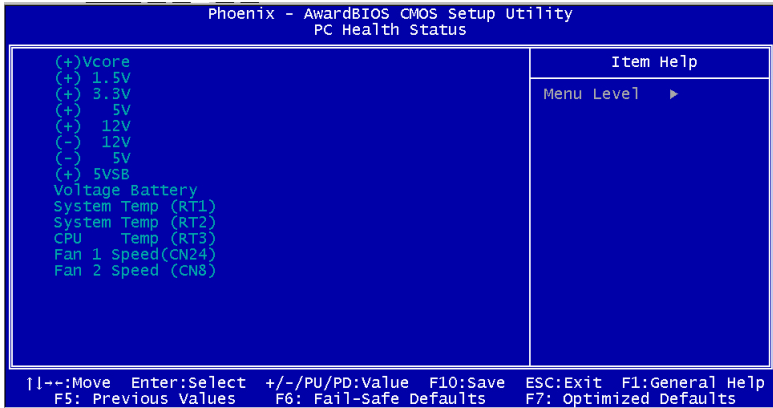 Phoenix - AwardBIOS CMOS Setup Utility
PC Health Status
(+)Vcore
(+) 1.5V
(+) 3.3V
(+)   5V
(+)  12V
(-)  12V
(-)   5V
(+) 5VSB
Voltage Battery
System Temp (RT1)
System Temp (RT2)
CPU    Temp (RT3)
Fan 1 Speed(CN24)
Fan 2 Speed (CN8)
Item Help
Menu Level ▶
↑↓→←:Move Enter:Select +/-/PU/PD:Value F10:Save ESC:Exit F1:General Help
F5: Previous Values F6: Fail-Safe Defaults F7: Optimized Defaults